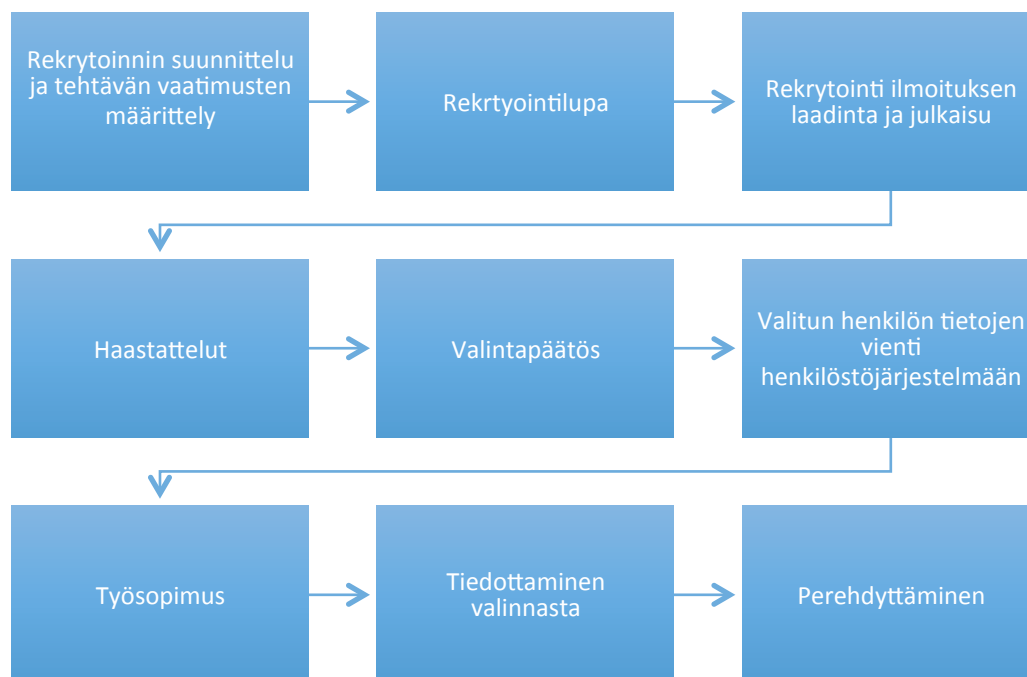 Rekrytoinnin suunnittelu
ja tehtävän vaatimusten
määrittely
Rekrtyointilupa
Rekrytointi ilmoituksen
laadinta ja julkaisu
Haastattelut
Valintapäätös
Valitun henkilön tietojen
vienti
henkilöstöjärjestelmään
Työsopimus
Tiedottaminen
valinnasta
Perehdyttäminen